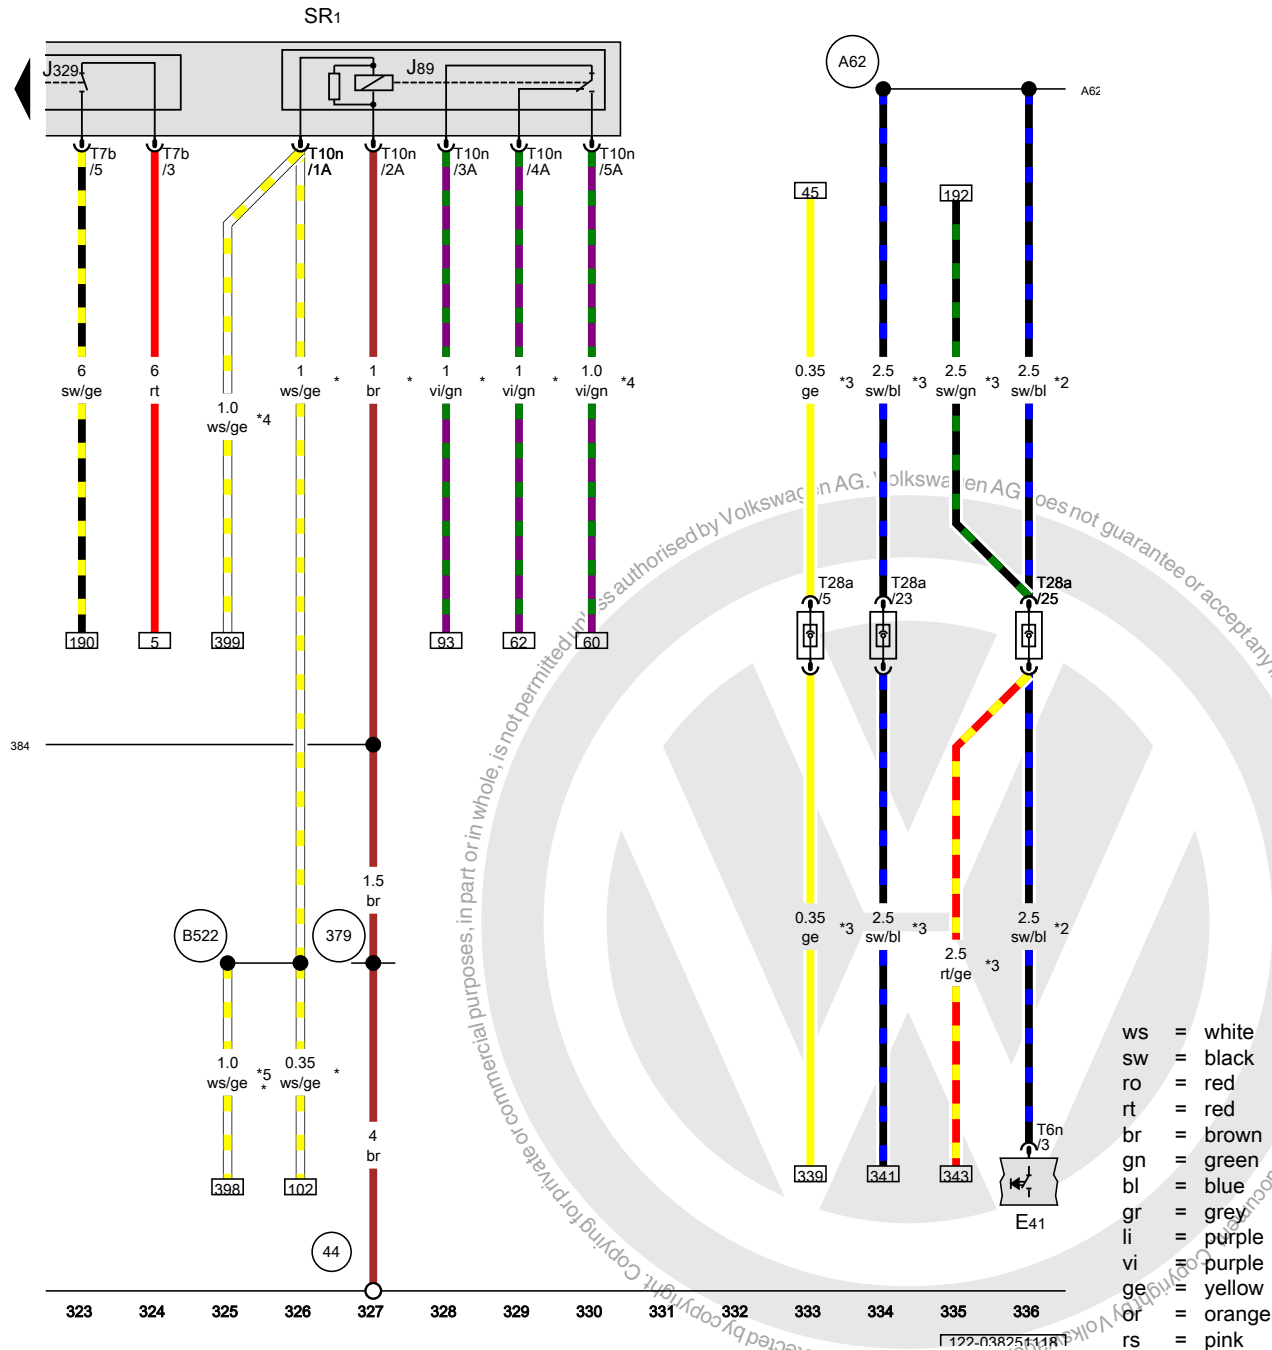 SR1
J329
J89
A62
A62
T7b
/5
T7b
/3
T10n
/1A
T10n
/2A
T10n
/3A
T10n
/4A
T10n
/5A
45
192
6
sw/ge
6
rt
1.0
ws/ge
*4
1
ws/ge
*
1
br
*
1
vi/gn
*
1
vi/gn
*
1.0
vi/gn
*4
0.35
ge
*3
2.5
sw/bl
*3
2.5
sw/gn
*3
2.5
sw/bl
*2
T28a
/5
T28a
/23
T28a
/25
190
5
399
93
62
60
384
1.5
br
B522
379
0.35
ge
*3
2.5
sw/bl
*3
2.5
rt/ge
*3
2.5
sw/bl
*2
1.0
ws/ge
*5
*
0.35
ws/ge
*
4
br
398
102
44
339
341
343
T6n
/3
E41
ws = white
sw = black
ro = red
rt = red
br = brown
gn = green
bl = blue
gr = grey
li = purple
vi = purple
ge = yellow
or = orange
rs = pink
323 324 325 326 327 328 329 330 331 332 333 334 335 336
122-038251118